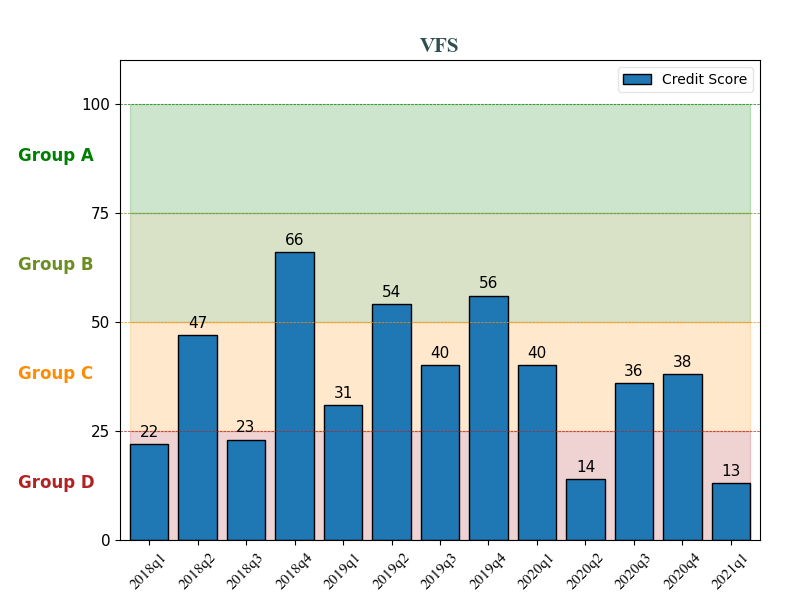 VFS
Credit Score
100
Group A
75
Group B
66
56
54
50
47
40
40
38
36
Group C
31
25
23
22
14
13
Group D
0
2018q1
2018q2
2018q3
2018q4
2019q1
2019q2
2019q3
2019q4
2020q1
2020q2
2020q3
2020q4
2021q1